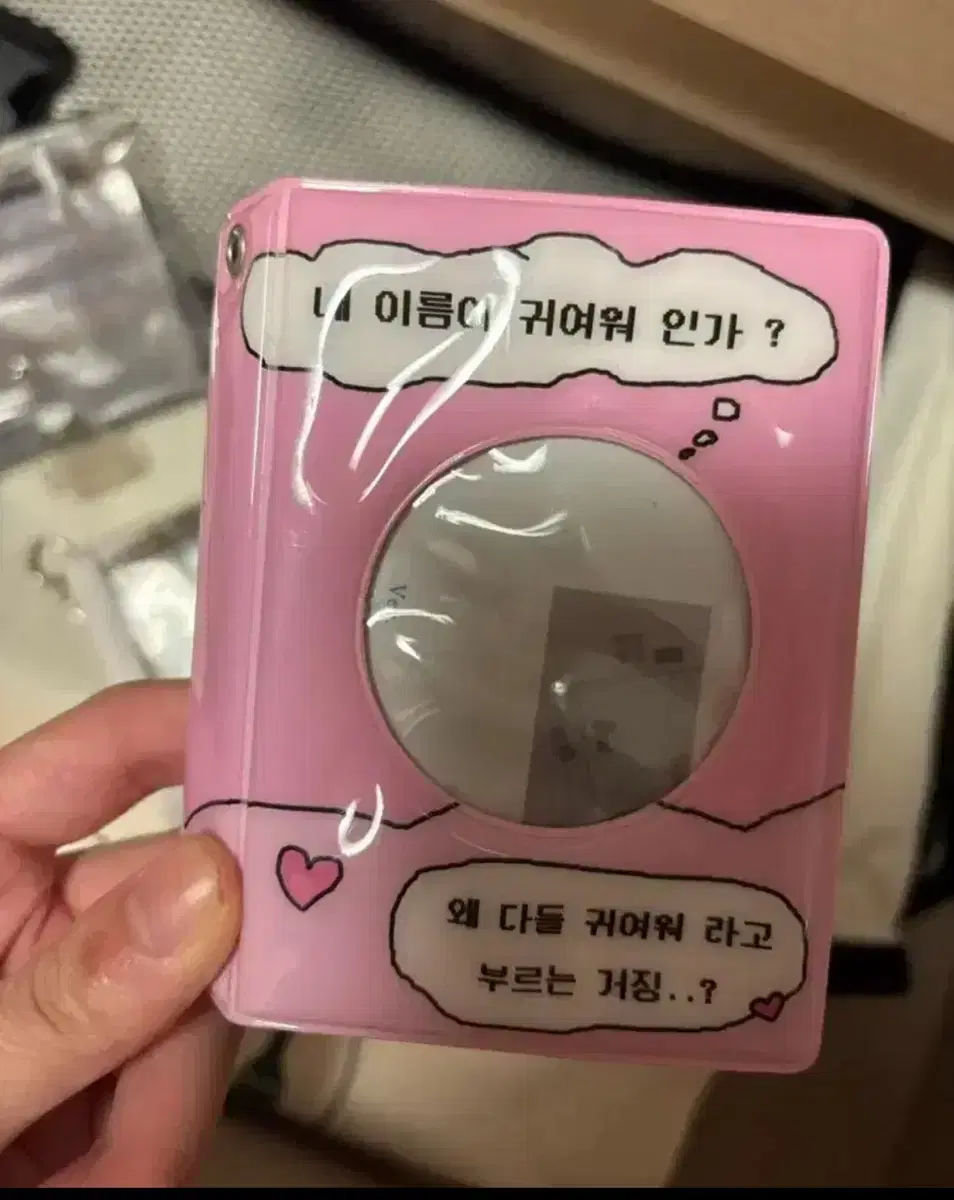 내 이름이 귀여워 인가 ?
왜 다들 귀여워 라고
부르는 거징..?